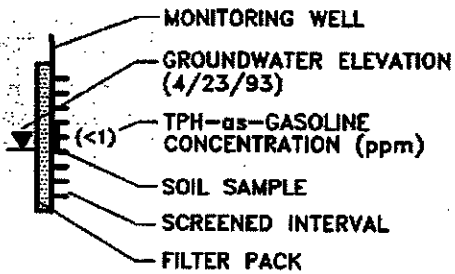 MONITORING WELL
GROUNDWATER ELEVATION
(4/23/93)
(<1)
TPH-as-GASOLINE
CONCENTRATION (ppm)
SOIL SAMPLE
SCREENED INTERVAL
FILTER PACK